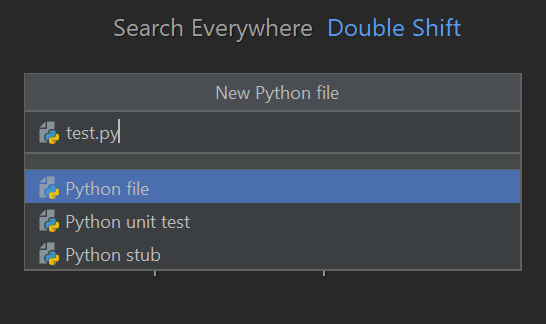 Search Everywhere Double Shift
New Python file
test.py
Python file
Python unit test
Python stub